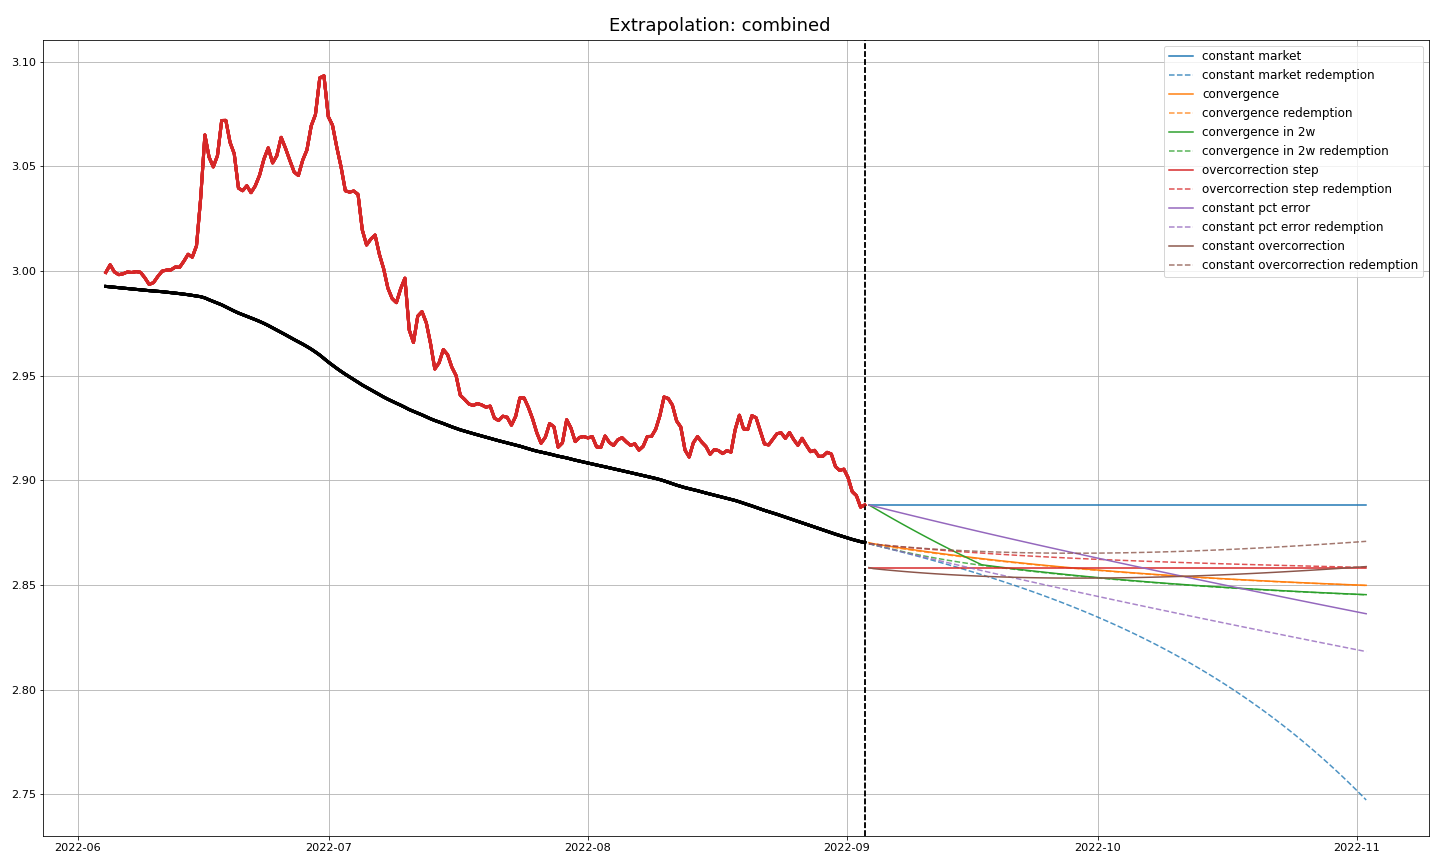 Extrapolation: combined
3.10
3.05
3.00
2.95
2.90
2.85
2.80
2.75
constant market
constant market redemption
convergence
convergence redemption
convergence in 2w
convergence in 2w redemption
overcorrection step
overcorrection step redemption
constant pct error
constant pct error redemption
constant overcorrection
constant overcorrection redemption
2022-06 2022-07 2022-08 2022-09 2022-10 2022-11